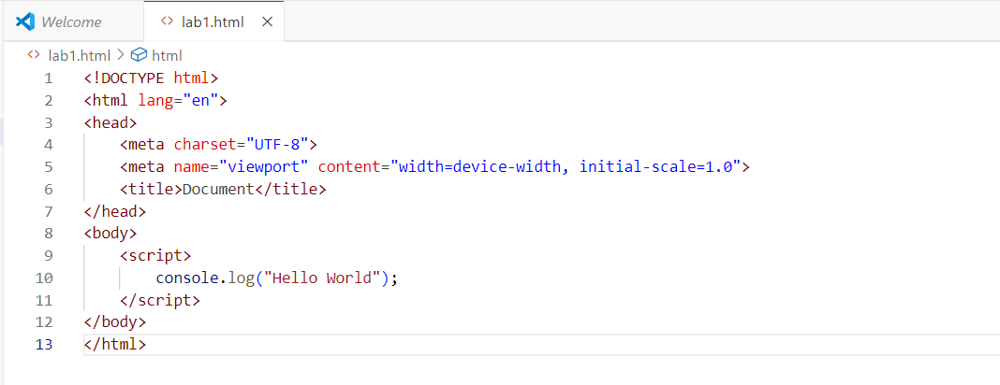 Welcome lab1.html
lab1.html > html
1 <!DOCTYPE html>
2 <html lang="en">
3 <head>
4     <meta charset="UTF-8">
5     <meta name="viewport" content="width=device-width, initial-scale=1.0">
6     <title>Document</title>
7 </head>
8 <body>
9     <script>
10         console.log("Hello World");
11     </script>
12 </body>
13 </html>